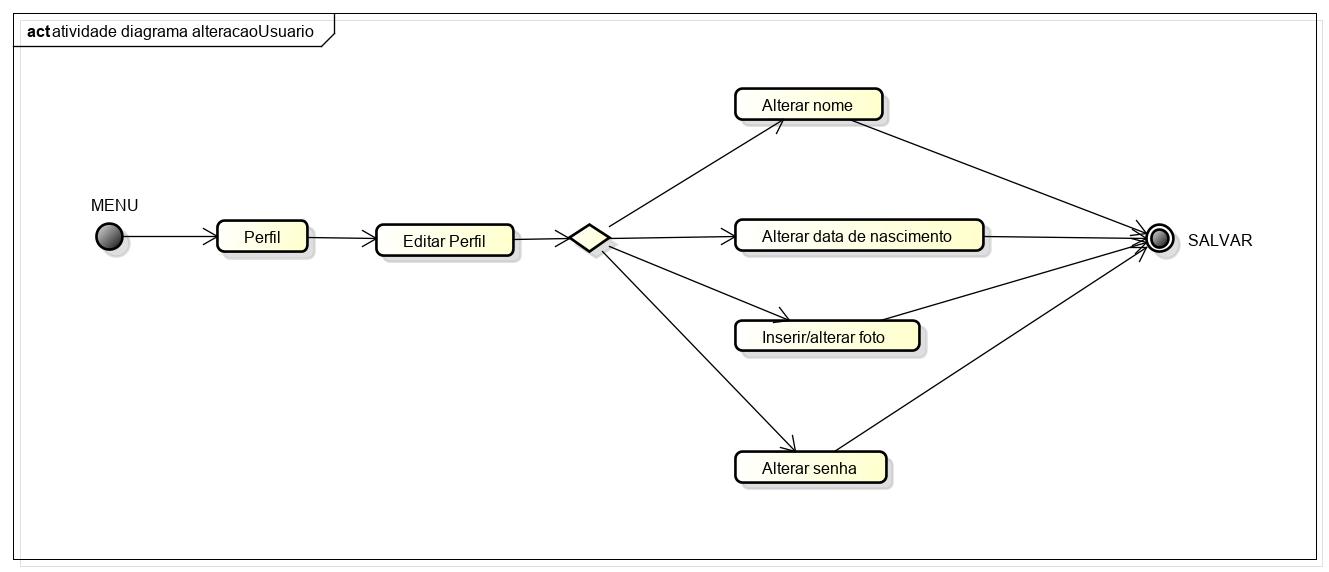 act atividade diagrama alteracaoUsuario
Alterar nome
MENU
Perfil
Editar Perfil
Alterar data de nascimento
SALVAR
Inserir/alterar foto
Alterar senha